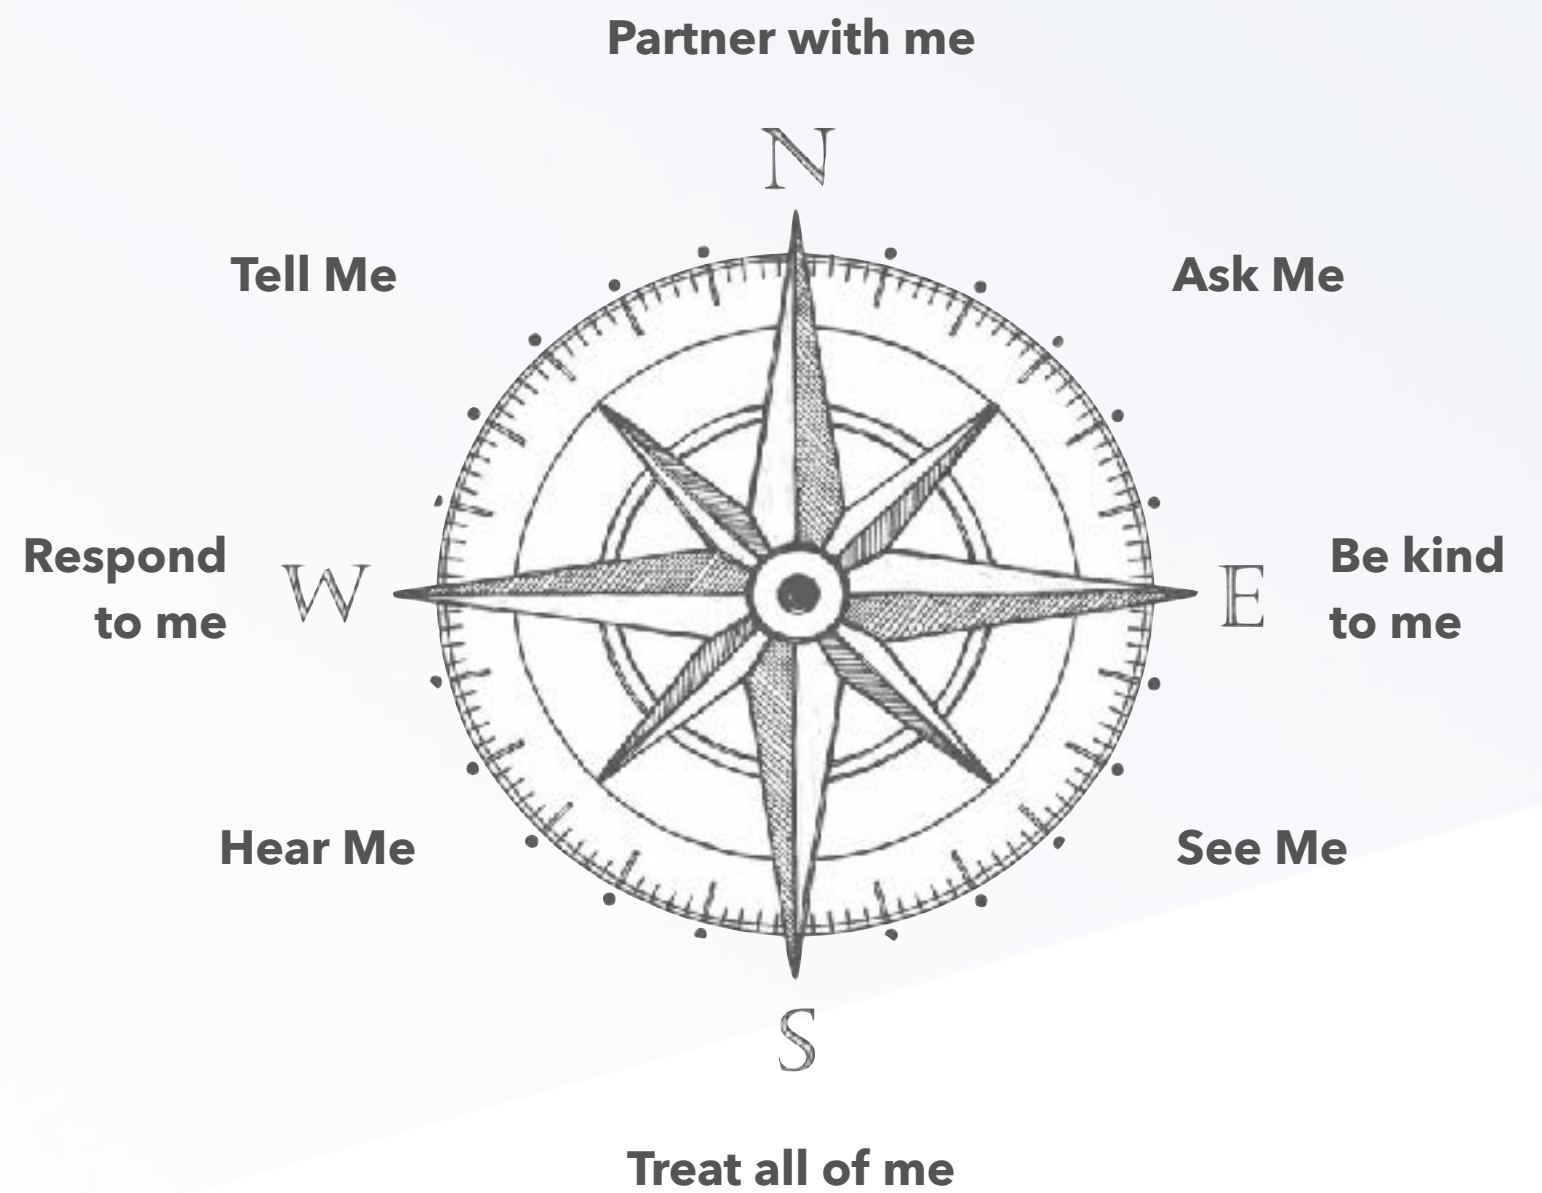 Partner with me
N
Tell Me
Ask Me
Respond
to me
W
E
Be kind
to me
Hear Me
See Me
S
Treat all of me